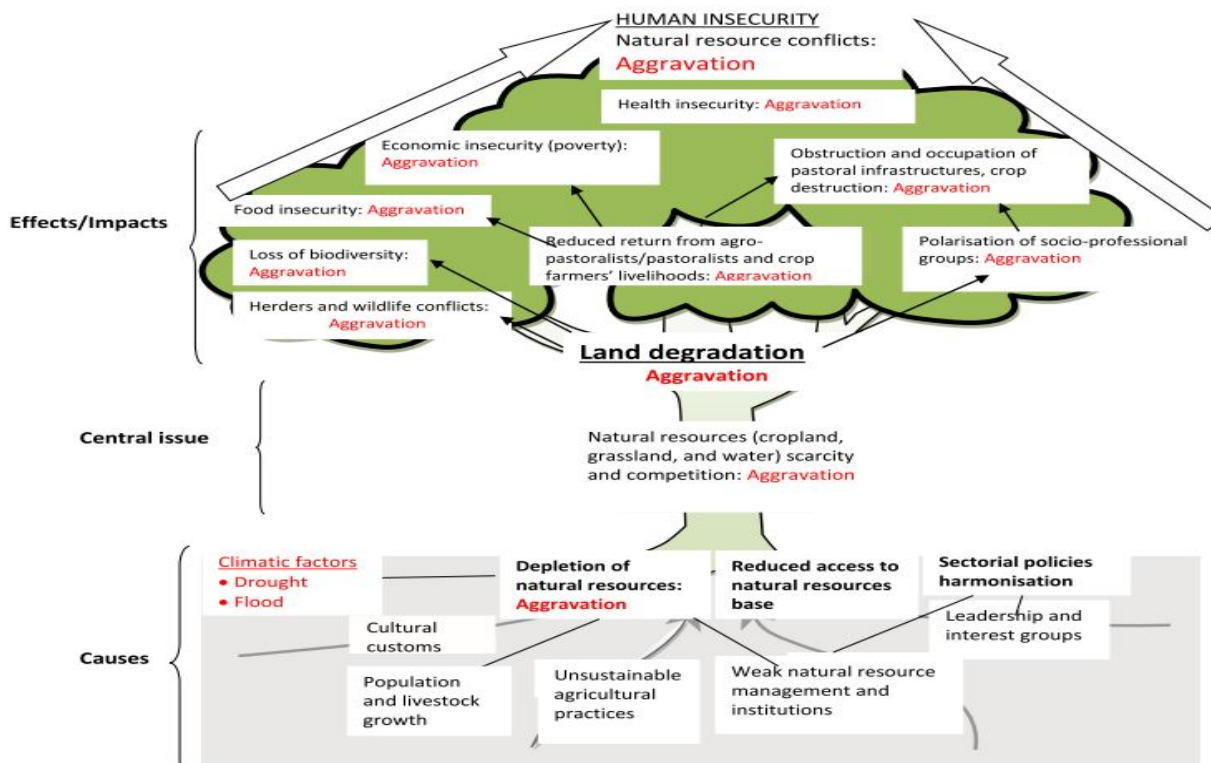 HUMAN INSECURITY
Natural resource conflicts:
Aggravation
Health insecurity: Aggravation
Economic insecurity (poverty):
Aggravation
Obstruction and occupation of
pastoral infrastructures, crop
destruction: Aggravation
Effects/Impacts
Food insecurity: Aggravation
Loss of biodiversity:
Aggravation
Reduced return from agro-
pastoralists/pastoralists and crop
farmers' livelihoods: Aggravation
Polarisation of socio-professional
groups: Aggravation
Herders and wildlife conflicts:
Aggravation
Land degradation
Aggravation
Central issue
Natural resources (cropland,
grassland, and water) scarcity
and competition: Aggravation
Causes
Climatic factors
• Drought
• Flood
Depletion of
natural resources:
Aggravation
Reduced access to
natural resources
base
Sectorial policies
harmonisation
Leadership and
interest groups
Cultural
customs
Population
and livestock
growth
Unsustainable
agricultural
practices
Weak natural resource
management and
institutions